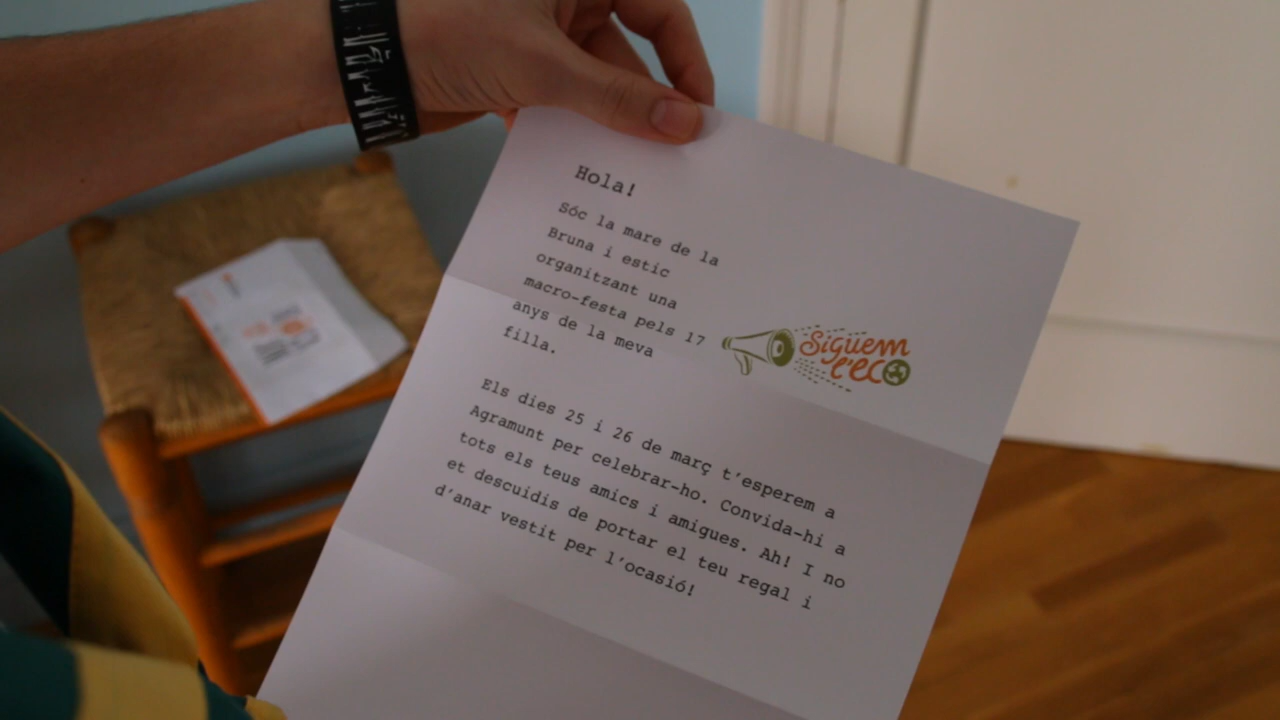 Hola!
Sóc la mare de la
Bruna i estic
organitzant una
macro-festa pels 17
anys de la meva
filla.
Siguem
l'ECO
Els dies 25 i 26 de març t'esperem a
Agramunt per celebrar-ho. Convida-hi a
tots els teus amics i amigues. Ah! I no
et descuidis de portar el teu regal i
d'anar vestit per l'ocasió!